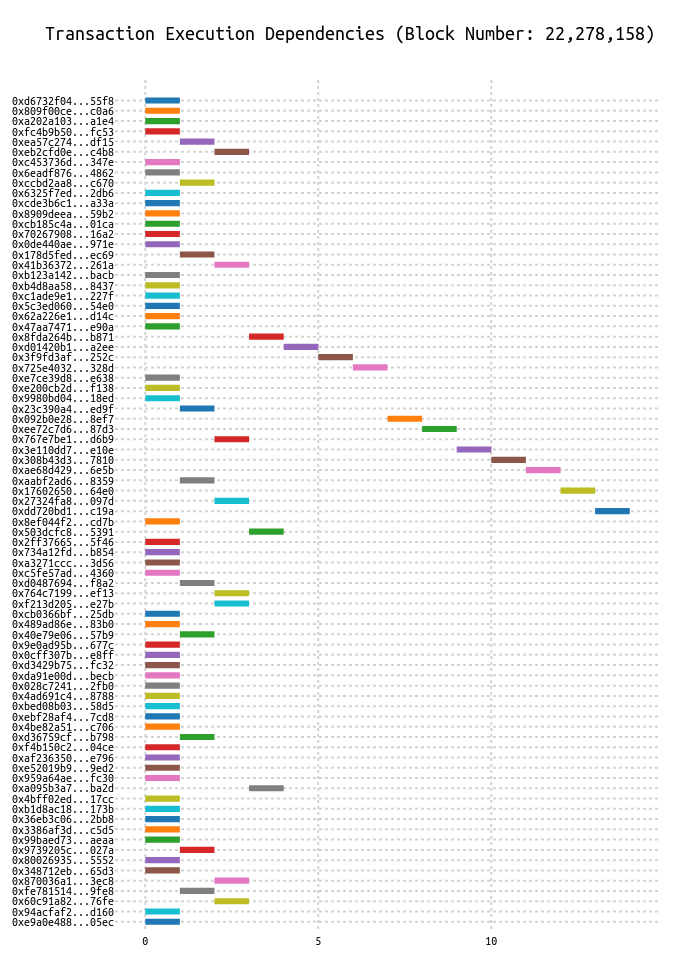 Transaction Execution Dependencies (Block Number: 22,278,158)
0xd6732f04...55f8
0x809f00ce...c0a6
0xa202a103...a1e4
0xfc4b9b50...fc53
0xea57c274...df15
0xeb2cfd0e...c4b8
0xc453736d...347e
0x6eadf876...4862
0xccbd2aa8...c670
0x6325f7ed...2db6
0xcde3b6c1...a33a
0x8909deea...59b2
0xcb185c4a...01ca
0x70267908...16a2
0x0de440ae...971e
0x178d5fed...ec69
0x41b36372...261a
0xb123a142...bacb
0xb4d8aa58...8437
0xc1ade9e1...227f
0x5c3ed060...54e0
0x62a226e1...d14c
0x47aa7471...e90a
0x8fda264b...b871
0xd01420b1...a2ee
0x3f9fd3af...252c
0x725e4032...328d
0xe7ce39d8...e638
0xe200cb2d...f138
0x9980bd04...18ed
0x23c390a4...ed9f
0x092b0e28...8ef7
0xee72c7d6...87d3
0x767e7be1...d6b9
0x3e110dd7...e10e
0x308b43d3...7810
0xae68d429...6e5b
0xaabf2ad6...8359
0x17602650...64e0
0x27324fa8...097d
0xdd720bd1...c19a
0x8ef044f2...cd7b
0x503dcfc8...5391
0x2ff37665...5f46
0x734a12fd...b854
0xa3271ccc...3d56
0xc5fe57ad...4360
0xd0487694...f8a2
0x764c7199...ef13
0xf213d205...e27b
0xcb0366bf...25db
0x489ad86e...83b0
0x40e79e06...57b9
0x9e0ad95b...677c
0x0cff307b...e8ff
0xd3429b75...fc32
0xda91e00d...becb
0x028c7241...2fb0
0x4ad691c4...8788
0xbed08b03...58d5
0xebf28af4...7cd8
0x4be82a51...c706
0xd36759cf...b798
0xf4b150c2...04ce
0xaf236350...e796
0xe52019b9...9ed2
0x959a64ae...fc30
0xa095b3a7...ba2d
0x4bff02ed...17cc
0xb1d8ac18...173b
0x36eb3c06...2bb8
0x3386af3d...c5d5
0x99baed73...aeaa
0x9739205c...027a
0x80026935...5552
0x348712eb...65d3
0x870036a1...3ec8
0xfe781514...9fe8
0x60c91a82...76fe
0x94acfaf2...d160
0xe9a0e488...05ec
0 5 10